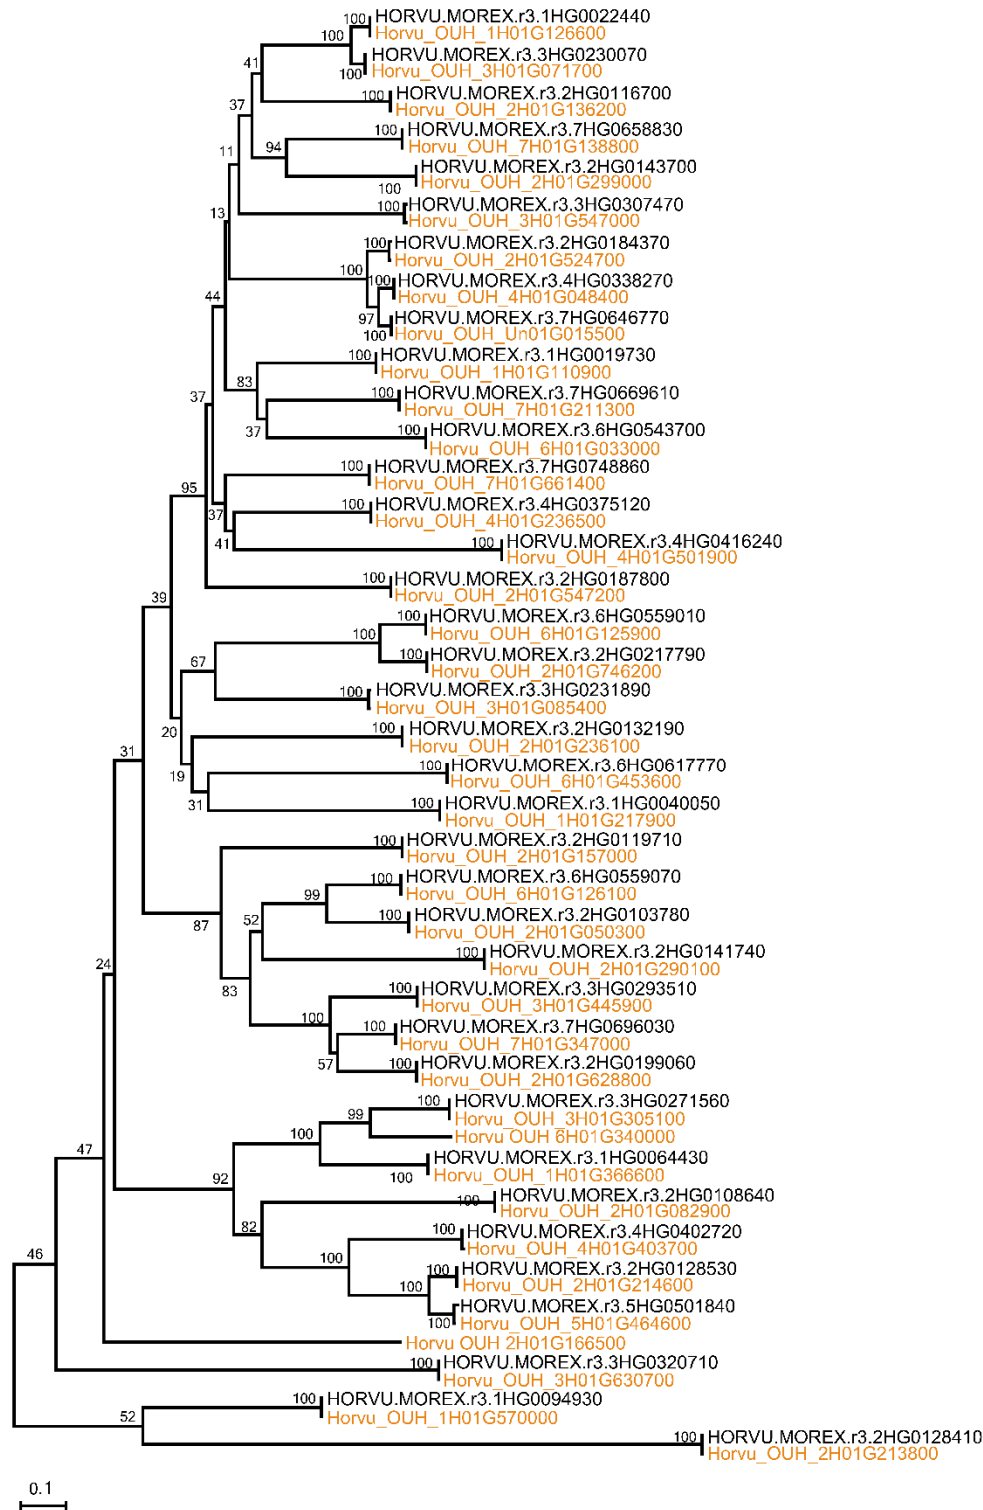 100 HORVU.MOREX.r3.1HG0022440
Horvu_OUH_1H01G126600
100
100 HORVU.MOREX.r3.3HG0230070
Horvu_OUH_3H01G071700
41
100 HORVU.MOREX.r3.2HG0116700
Horvu_OUH_2H01G136200
37
100 HORVU.MOREX.r3.7HG0658830
Horvu_OUH_7H01G138800
94
100 HORVU.MOREX.r3.2HG0143700
Horvu_OUH_2H01G299000
11
100 HORVU.MOREX.r3.3HG0307470
Horvu_OUH_3H01G547000
13
100 HORVU.MOREX.r3.2HG0184370
Horvu_OUH_2H01G524700
100
100 HORVU.MOREX.r3.4HG0338270
Horvu_OUH_4H01G048400
97
100 HORVU.MOREX.r3.7HG0646770
Horvu_OUH_Un01G015500
44
100 HORVU.MOREX.r3.1HG0019730
Horvu_OUH_1H01G110900
83
100 HORVU.MOREX.r3.7HG0669610
Horvu_OUH_7H01G211300
37
100 HORVU.MOREX.r3.6HG0543700
Horvu_OUH_6H01G033000
37
100 HORVU.MOREX.r3.7HG0748860
Horvu_OUH_7H01G661400
37
100 HORVU.MOREX.r3.4HG0375120
Horvu_OUH_4H01G236500
41
100 HORVU.MOREX.r3.4HG0416240
Horvu_OUH_4H01G501900
95
100 HORVU.MOREX.r3.2HG0187800
Horvu_OUH_2H01G547200
39
100 HORVU.MOREX.r3.6HG0559010
Horvu_OUH_6H01G125900
100
100 HORVU.MOREX.r3.2HG0217790
Horvu_OUH_2H01G746200
67
100 HORVU.MOREX.r3.3HG0231890
Horvu_OUH_3H01G085400
20
100 HORVU.MOREX.r3.2HG0132190
Horvu_OUH_2H01G236100
19
100 HORVU.MOREX.r3.6HG0617770
Horvu_OUH_6H01G453600
31
100 HORVU.MOREX.r3.1HG0040050
Horvu_OUH_1H01G217900
31
100 HORVU.MOREX.r3.2HG0119710
Horvu_OUH_2H01G157000
87
100 HORVU.MOREX.r3.6HG0559070
Horvu_OUH_6H01G126100
99
100 HORVU.MOREX.r3.2HG0103780
Horvu_OUH_2H01G050300
52
100 HORVU.MOREX.r3.2HG0141740
Horvu_OUH_2H01G290100
83
100 HORVU.MOREX.r3.3HG0293510
Horvu_OUH_3H01G445900
100
100 HORVU.MOREX.r3.7HG0696030
Horvu_OUH_7H01G347000
57
100 HORVU.MOREX.r3.2HG0199060
Horvu_OUH_2H01G628800
24
100 HORVU.MOREX.r3.3HG0271560
Horvu_OUH_3H01G305100
99
Horvu OUH 6H01G340000
100
100 HORVU.MOREX.r3.1HG0064430
Horvu_OUH_1H01G366600
92
100 HORVU.MOREX.r3.2HG0108640
Horvu_OUH_2H01G082900
82
100 HORVU.MOREX.r3.4HG0402720
Horvu_OUH_4H01G403700
100
100 HORVU.MOREX.r3.2HG0128530
Horvu_OUH_2H01G214600
100
100 HORVU.MOREX.r3.5HG0501840
Horvu_OUH_5H01G464600
47
Horvu OUH 2H01G166500
46
100 HORVU.MOREX.r3.3HG0320710
Horvu_OUH_3H01G630700
100 HORVU.MOREX.r3.1HG0094930
Horvu_OUH_1H01G570000
52
100 HORVU.MOREX.r3.2HG0128410
Horvu_OUH_2H01G213800
0.1